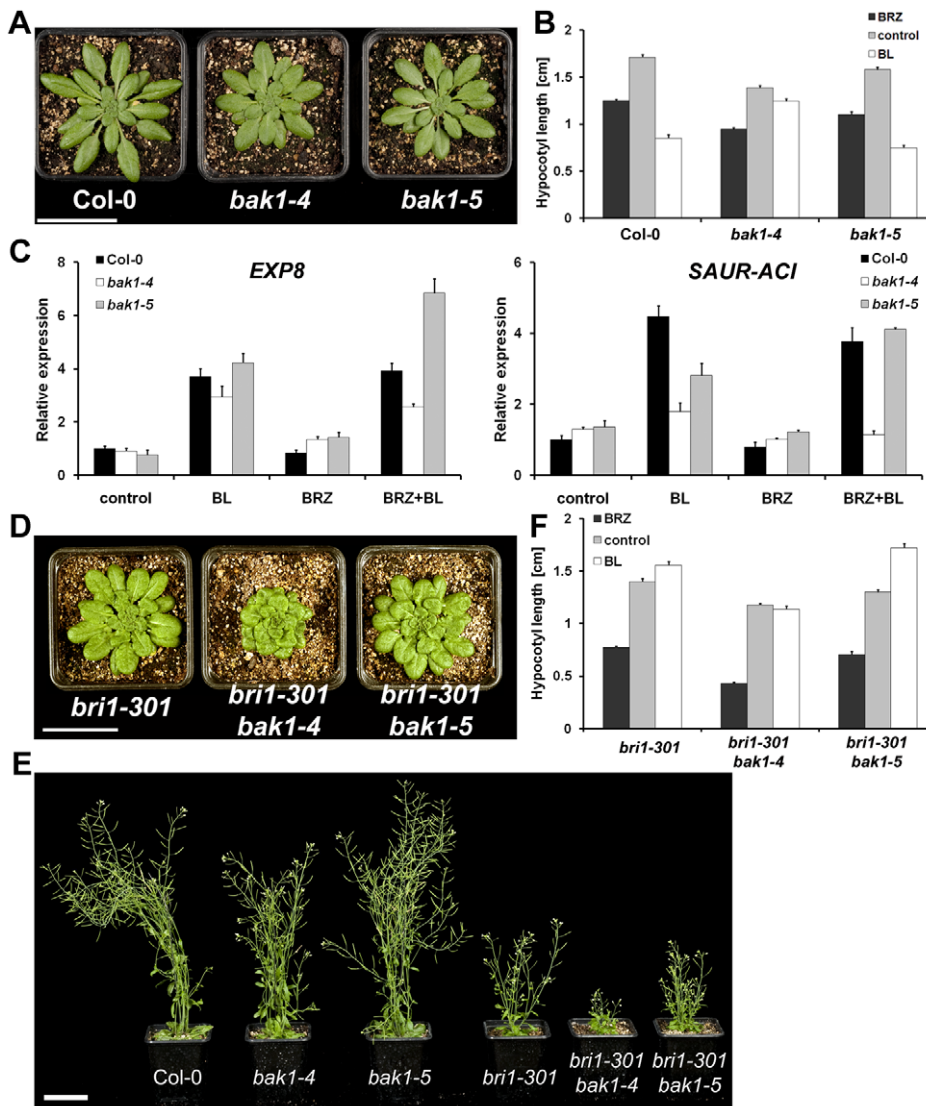 A
Col-0
bak1-4
bak1-5
B
BRZ
control
BL
Hypocotyl length [cm]
2
1.5
1
0.5
0
Col-0
bak1-4
bak1-5
C
Col-0
bak1-4
bak1-5
EXP8
Relative expression
8
6
4
2
0
control
BL
BRZ
BRZ+BL
SAUR-ACI
Col-0
bak1-4
bak1-5
Relative expression
6
4
2
0
control
BL
BRZ
BRZ+BL
D
bri1-301
bri1-301
bak1-4
bri1-301
bak1-5
F
BRZ
control
BL
Hypocotyl length [cm]
2
1.5
1
0.5
0
bri1-301
bri1-301
bak1-4
bri1-301
bak1-5
E
Col-0
bak1-4
bak1-5
bri1-301
bri1-301
bak1-4
bri1-301
bak1-5